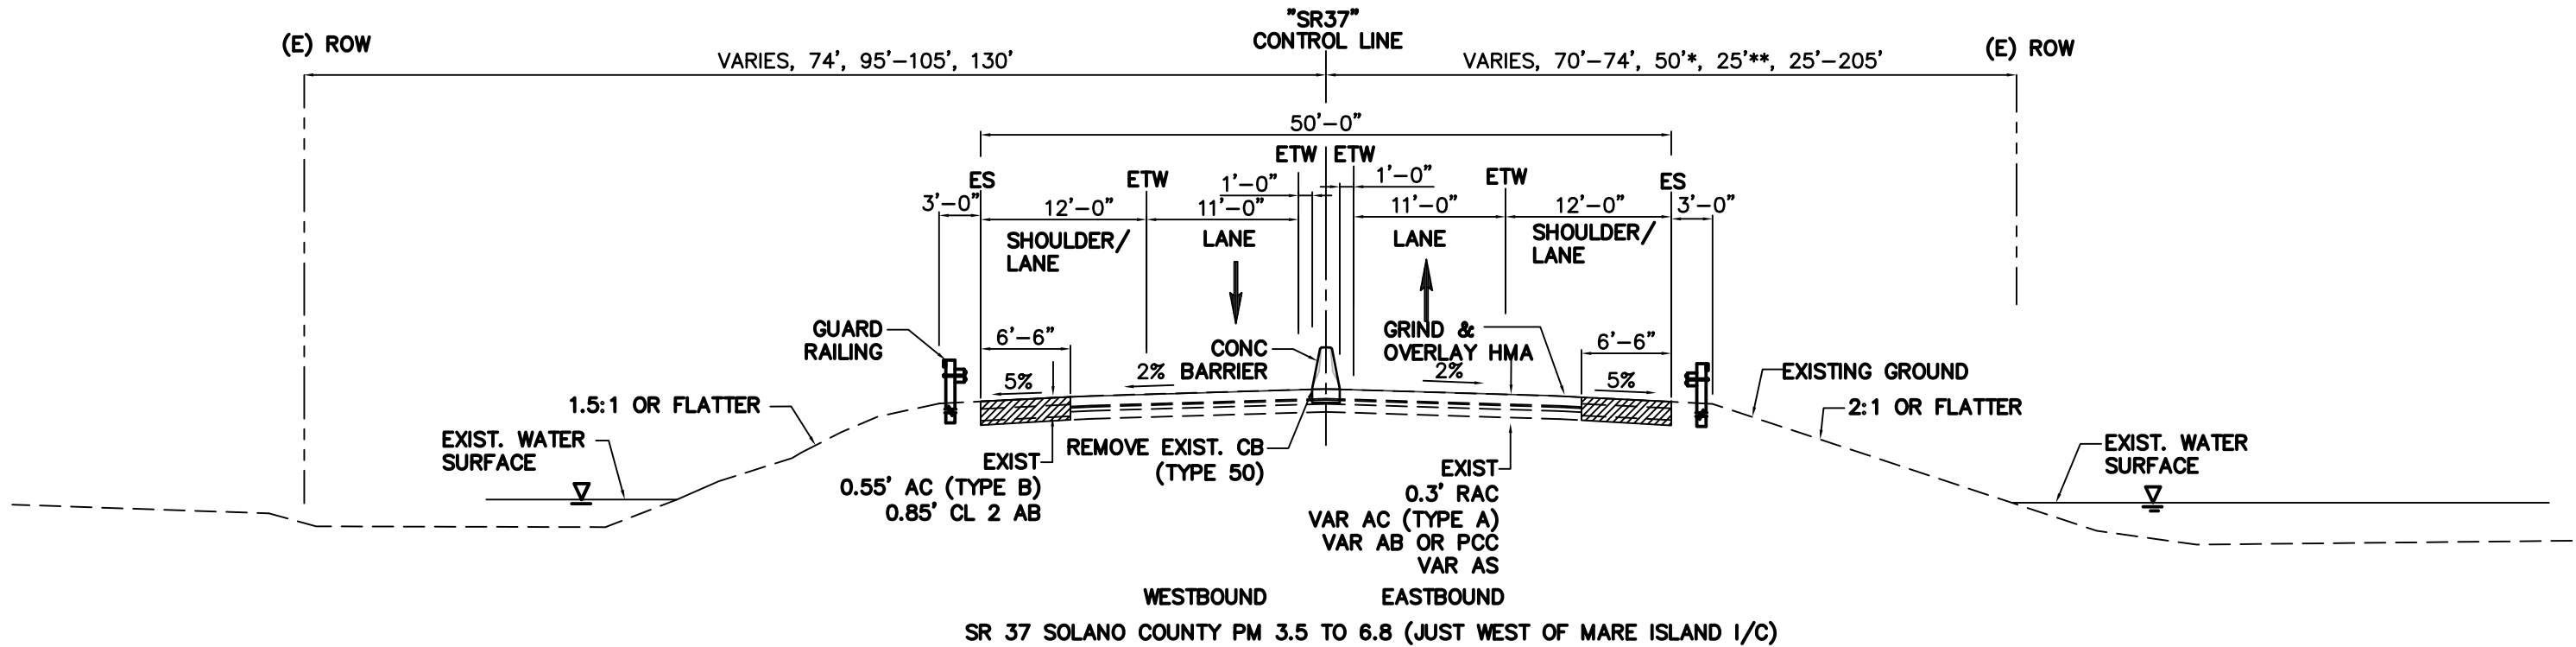 "SR37"
CONTROL LINE
(E) ROW
VARIES, 74', 95'-105', 130'
VARIES, 70'-74', 50'*, 25'**, 25'-205'
(E) ROW
50'-0"
ETW
ETW
ES
ETW
1'-0"
1'-0"
ETW
ES
3'-0"
12'-0"
11'-0"
11'-0"
12'-0"
3'-0"
SHOULDER/
LANE
LANE
LANE
SHOULDER/
LANE
GUARD
RAILING
6'-6"
CONC
BARRIER
GRIND &
OVERLAY HMA
6'-6"
5%
2%
2%
5%
EXISTING GROUND
1.5:1 OR FLATTER
2:1 OR FLATTER
EXIST. WATER
SURFACE
REMOVE EXIST. CB
(TYPE 50)
EXIST. WATER
SURFACE
EXIST
0.55' AC (TYPE B)
0.85' CL 2 AB
EXIST
0.3' RAC
VAR AC (TYPE A)
VAR AB OR PCC
VAR AS
WESTBOUND
EASTBOUND
SR 37 SOLANO COUNTY PM 3.5 TO 6.8 (JUST WEST OF MARE ISLAND I/C)